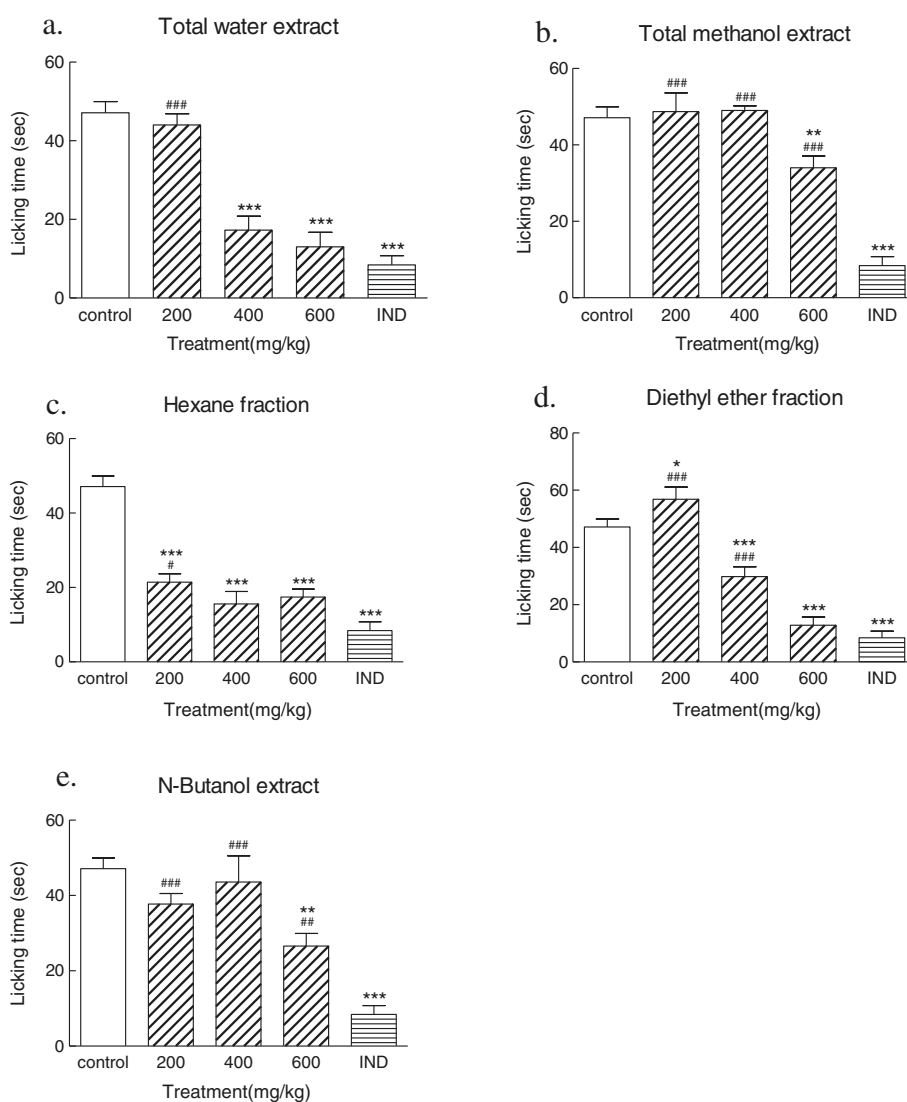 a.
Total water extract
Licking time (sec)
60
40
20
0
###
***
***
***
control 200 400 600 IND
Treatment(mg/kg)
b.
Total methanol extract
Licking time (sec)
60
40
20
0
###
###
**
###
***
control 200 400 600 IND
Treatment(mg/kg)
c.
Hexane fraction
Licking time (sec)
60
40
20
0
***
#
***
***
***
control 200 400 600 IND
Treatment(mg/kg)
d.
Diethyl ether fraction
Licking time (sec)
80
60
40
20
0
*
###
***
###
***
***
control 200 400 600 IND
Treatment(mg/kg)
e.
N-Butanol extract
Licking time (sec)
60
40
20
0
###
###
**
##
***
control 200 400 600 IND
Treatment(mg/kg)